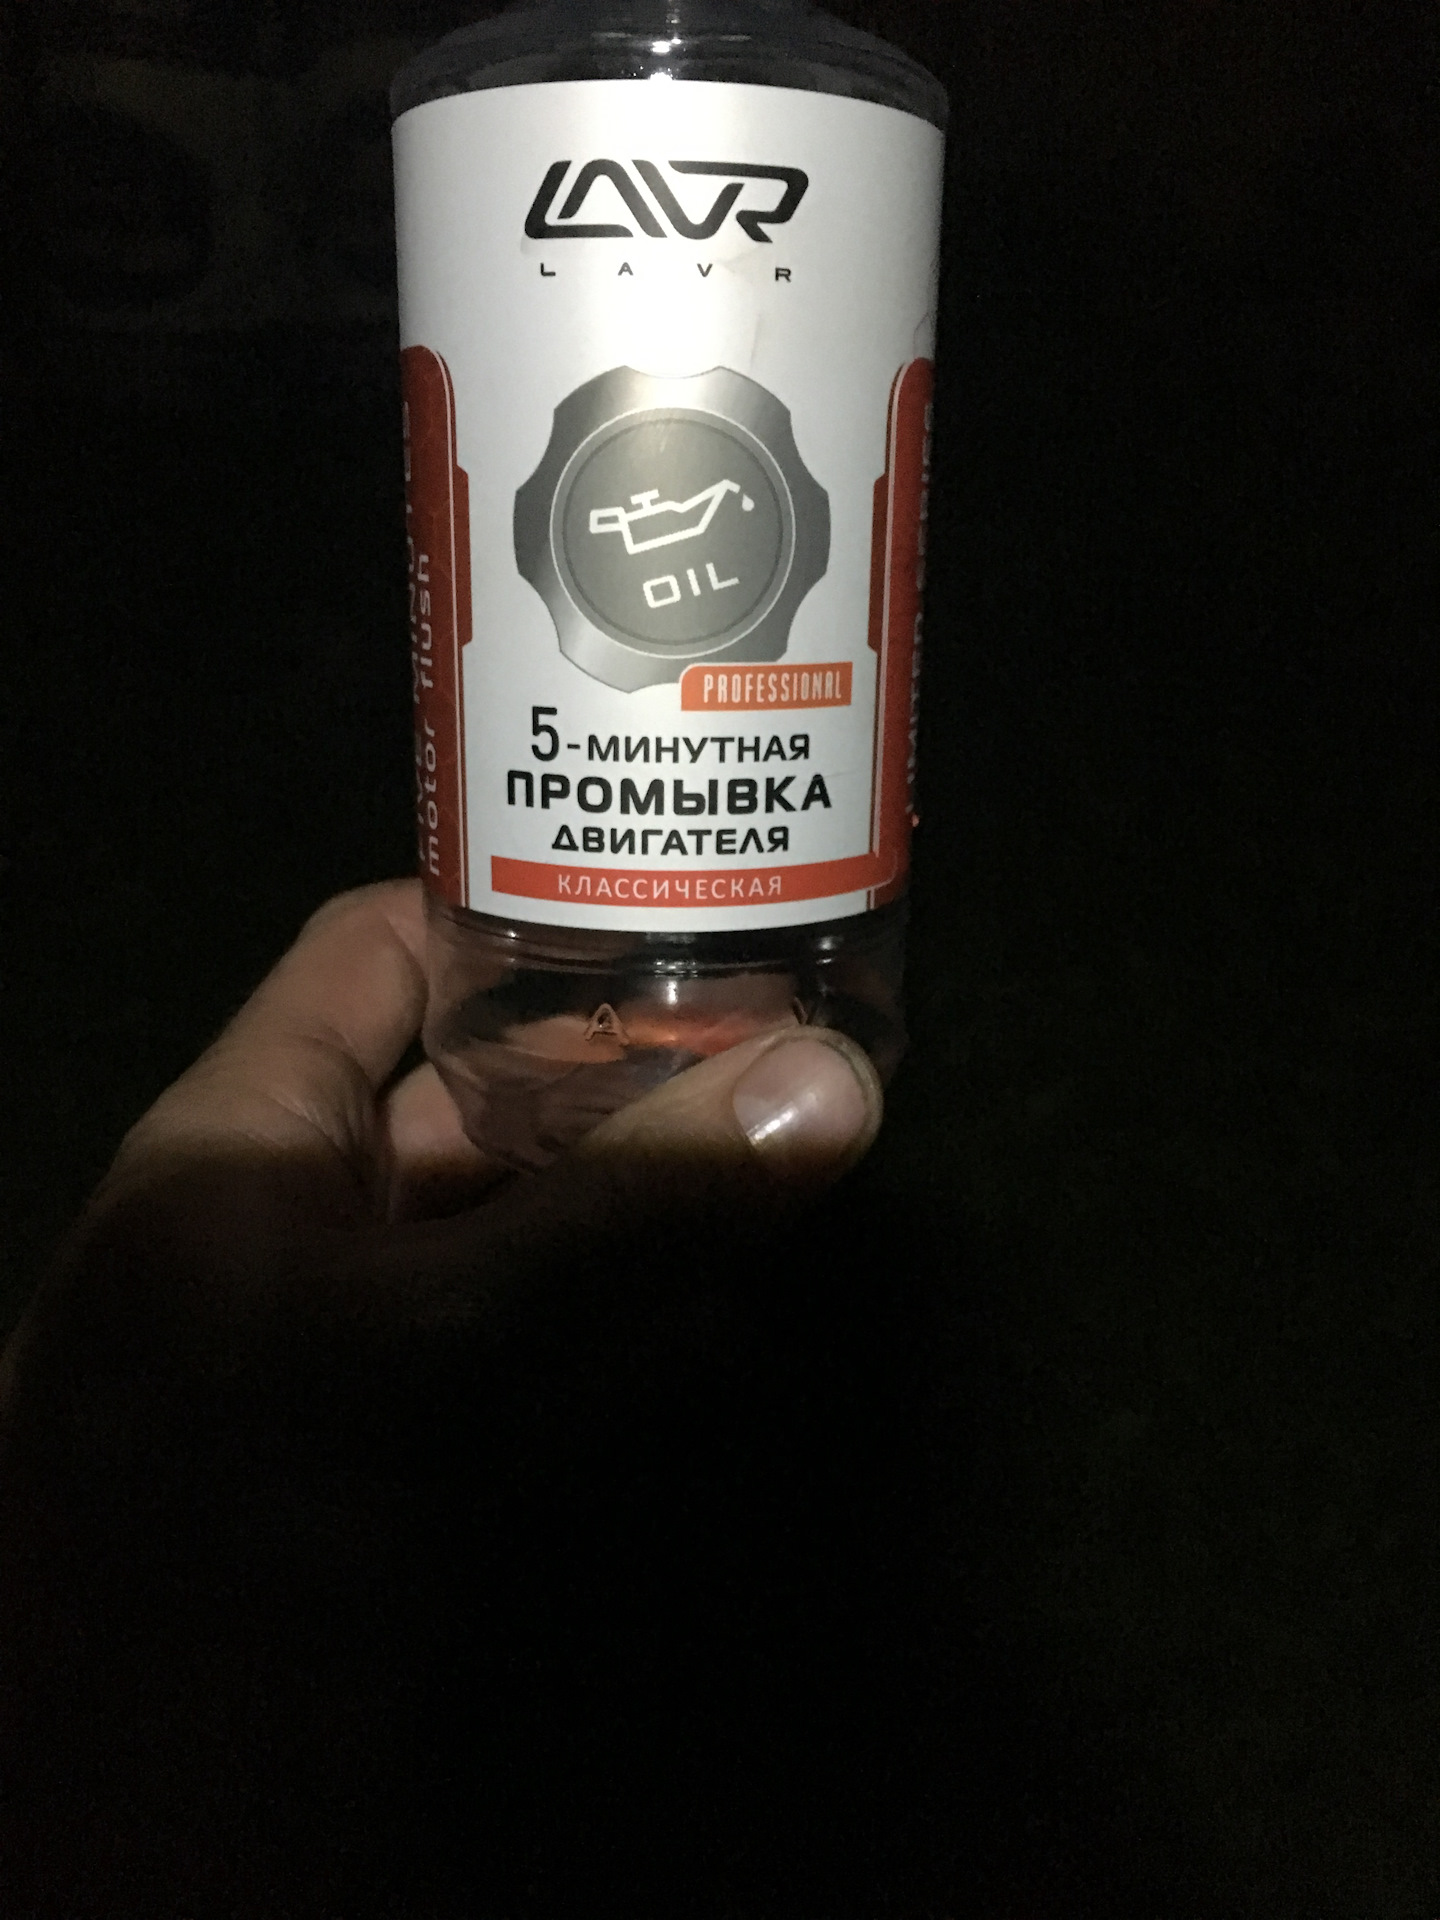 LAVR
LAVR
OIL
PROFESSIONAL
5-МИНУТНАЯ
ПРОМЫВКА
ДВИГАТЕЛЯ
КЛАССИЧЕСКАЯ
motor flush
A V